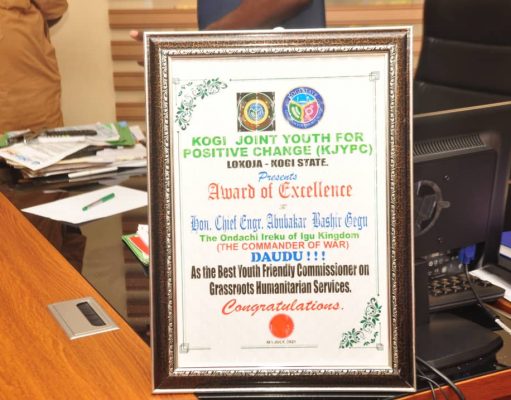 KOGI STATE
KOGI JOINT YOUTH FOR
POSITIVE CHANGE (KJYPC)
LOKOJA - KOGI SYATE.
Presents
Award of Excellence
Hon. Chief Engr. Abubakar Bashir Gegu
The Ondachi Ireku of Igu Kingdom
(THE COMMANDER OF WAR)
DAUDU !!!
As the Best Youth Friendly Commissioner on
Grassroots Humanitarian Services.
Congratulations.